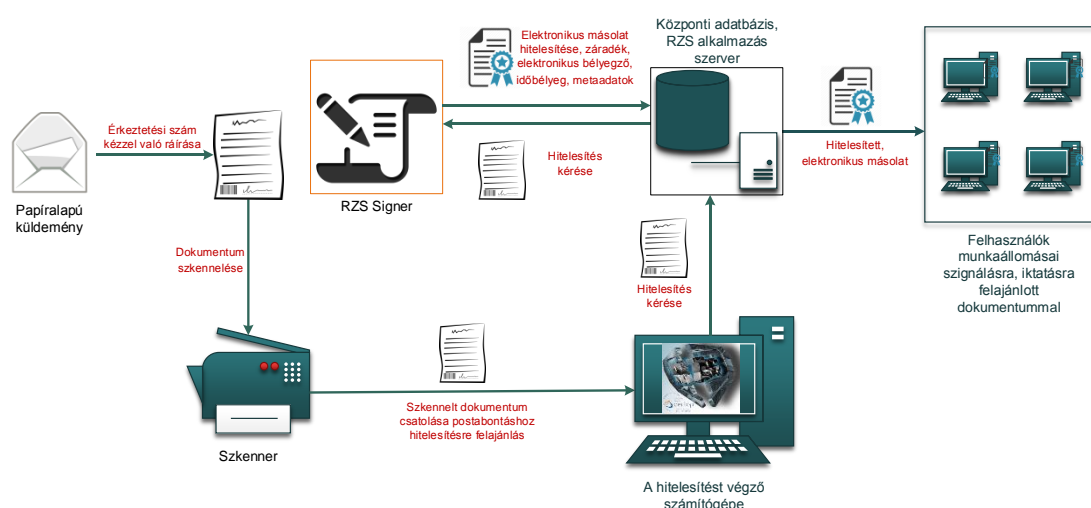 Elektronikus másolat
hitelesítése, záradék,
elektronikus bélyegző,
időbélyeg, metaadatok
Központi adatbázis,
RZS alkalmazás
szerver
Érkeztetési szám
kézzel való ráírása
Hitelesítés
kérése
Hitelesített,
elektronikus másolat
Papíralapú
küldemény
RZS Signer
Dokumentum
szkennelése
Hitelesítés
kérése
Felhasználók
munkaállomásai
szignálásra, iktatásra
felajánlott
dokumentummal
Szkennelt dokumentum
csatolása postabontáshoz
hitelesítésre felajánlás
Szkenner
A hitelesítést végző
számítógépe